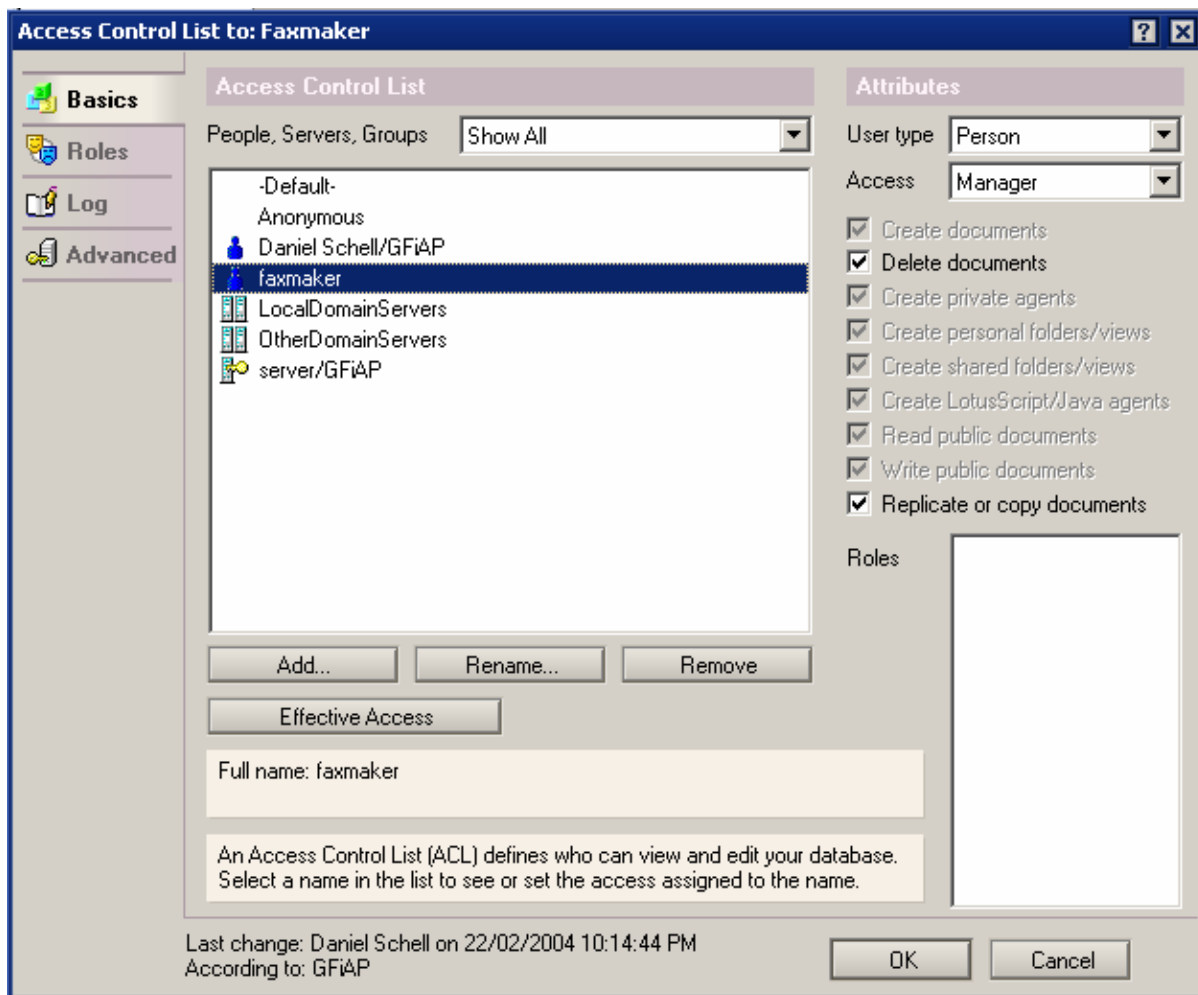 Access Control List to: Faxmaker
Basics
Roles
Log
Advanced
Access Control List
People, Servers, Groups
Show All
-Default-
Anonymous
Daniel Schell/GFiAP
faxmaker
LocalDomainServers
OtherDomainServers
server/GFiAP
Add...
Rename...
Remove
Effective Access
Full name: faxmaker
An Access Control List (ACL) defines who can view and edit your database.
Select a name in the list to see or set the access assigned to the name.
Attributes
User type
Person
Access
Manager
Create documents
Delete documents
Create private agents
Create personal folders/views
Create shared folders/views
Create LotusScript/Java agents
Read public documents
Write public documents
Replicate or copy documents
Roles
Last change: Daniel Schell on 22/02/2004 10:14:44 PM
According to: GFiAP
OK
Cancel